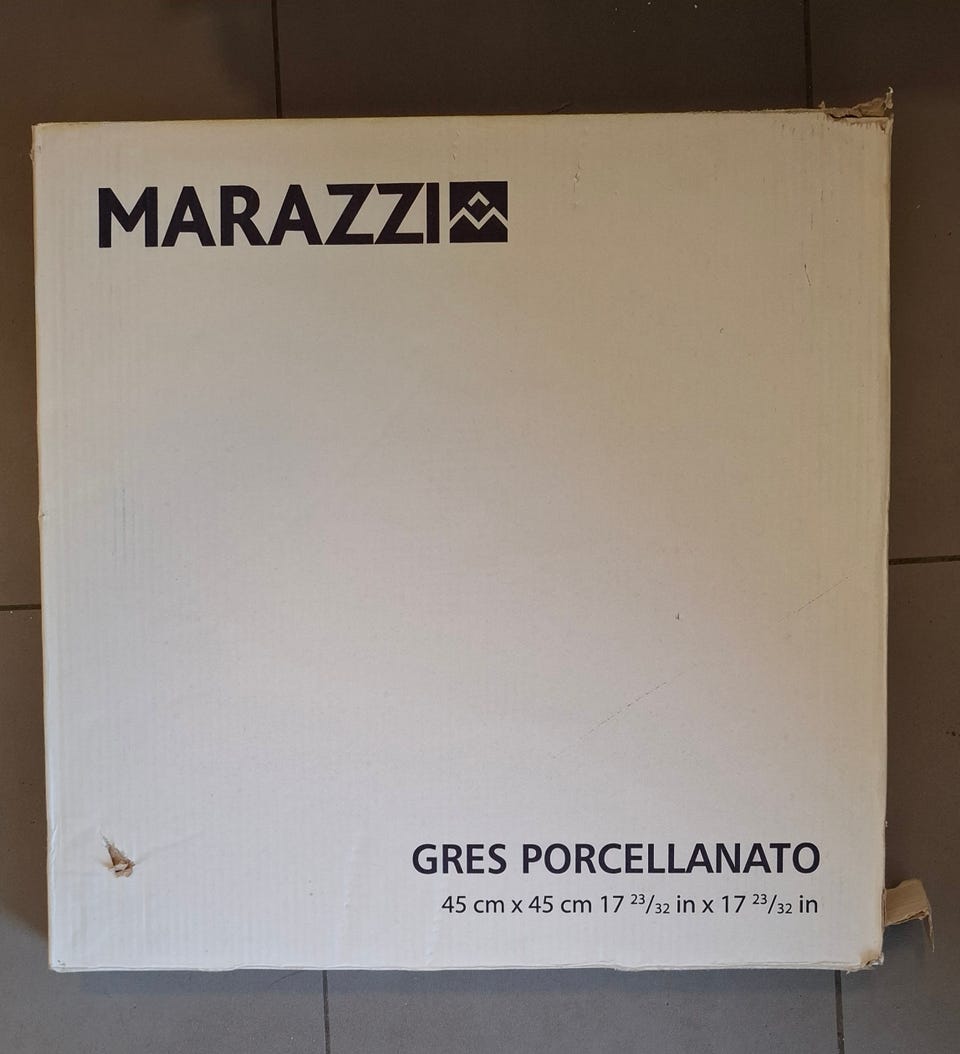 MARAZZI
GRES PORCELLANATO
45 cm x 45 cm 17 23/32 in x 17 23/32 in